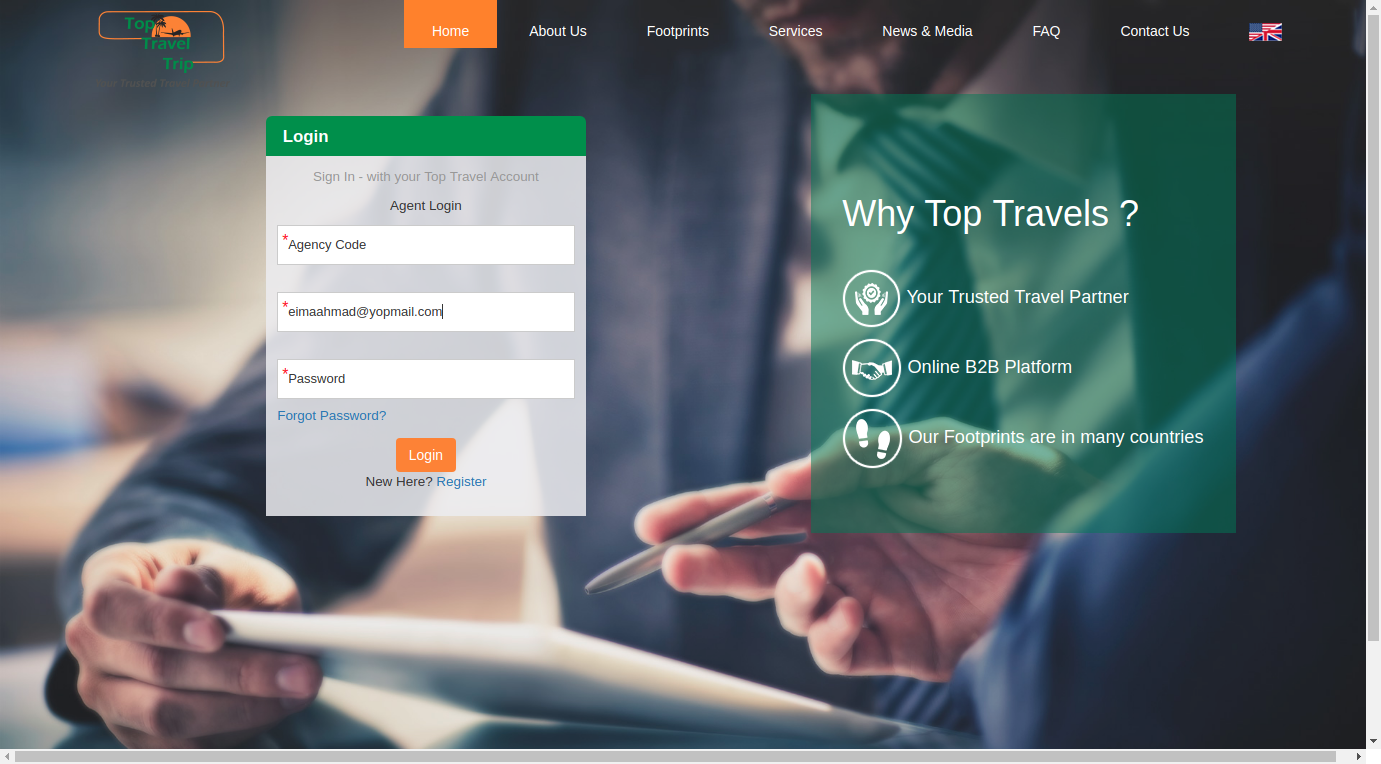 Top
Travel
Trip
Your Trusted Travel
Home
About Us
Footprints
Services
News & Media
FAQ
Contact Us
Login
Sign In - with your Top Travel Account
Agent Login
*Agency Code
*eimaahmad@yopmail.com
*Password
Forgot Password?
Login
New Here? Register
Why Top Travels ?
Your Trusted Travel Partner
Online B2B Platform
Our Footprints are in many countries